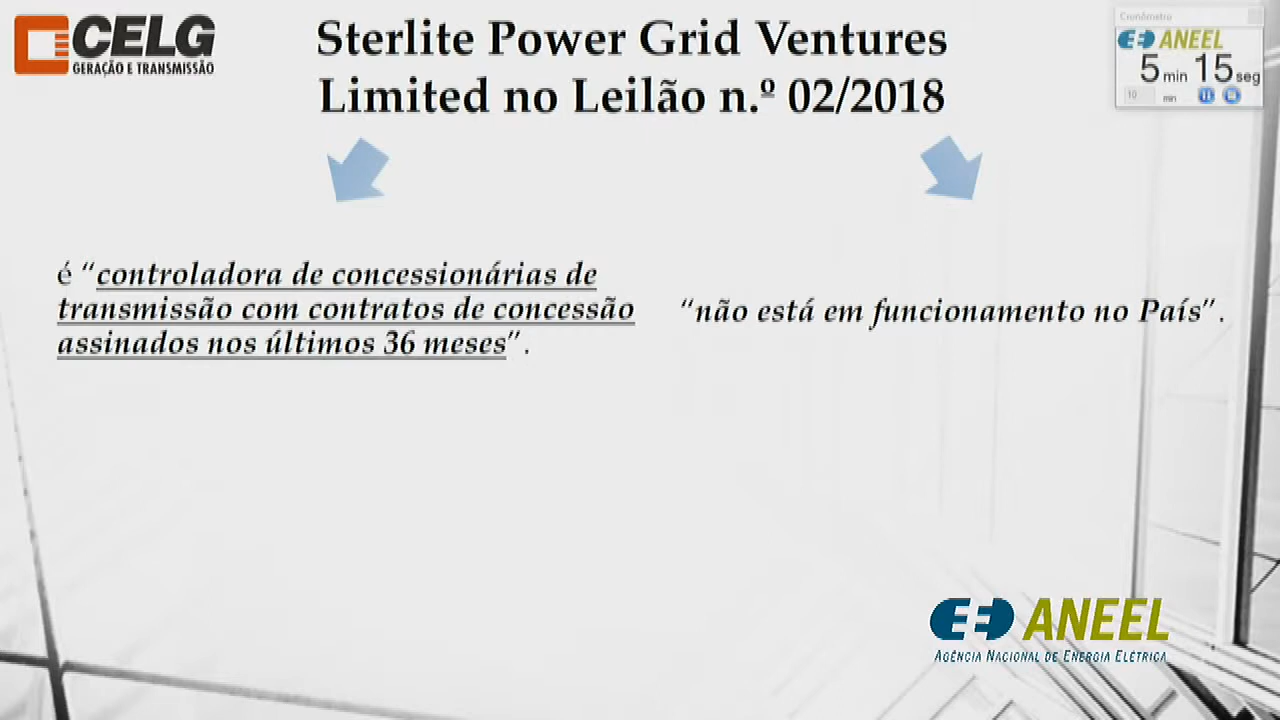 CELG
GERAÇÃO E TRANSMISSÃO
Sterlite Power Grid Ventures
Limited no Leilão n.º 02/2018
Cronômetro
ANEEL
5 min 15 seg
10 min
é “controladora de concessionárias de
transmissão com contratos de concessão
assinados nos últimos 36 meses”.
“não está em funcionamento no País”.
ANEEL
AGÊNCIA NACIONAL DE ENERGIA ELÉTRICA